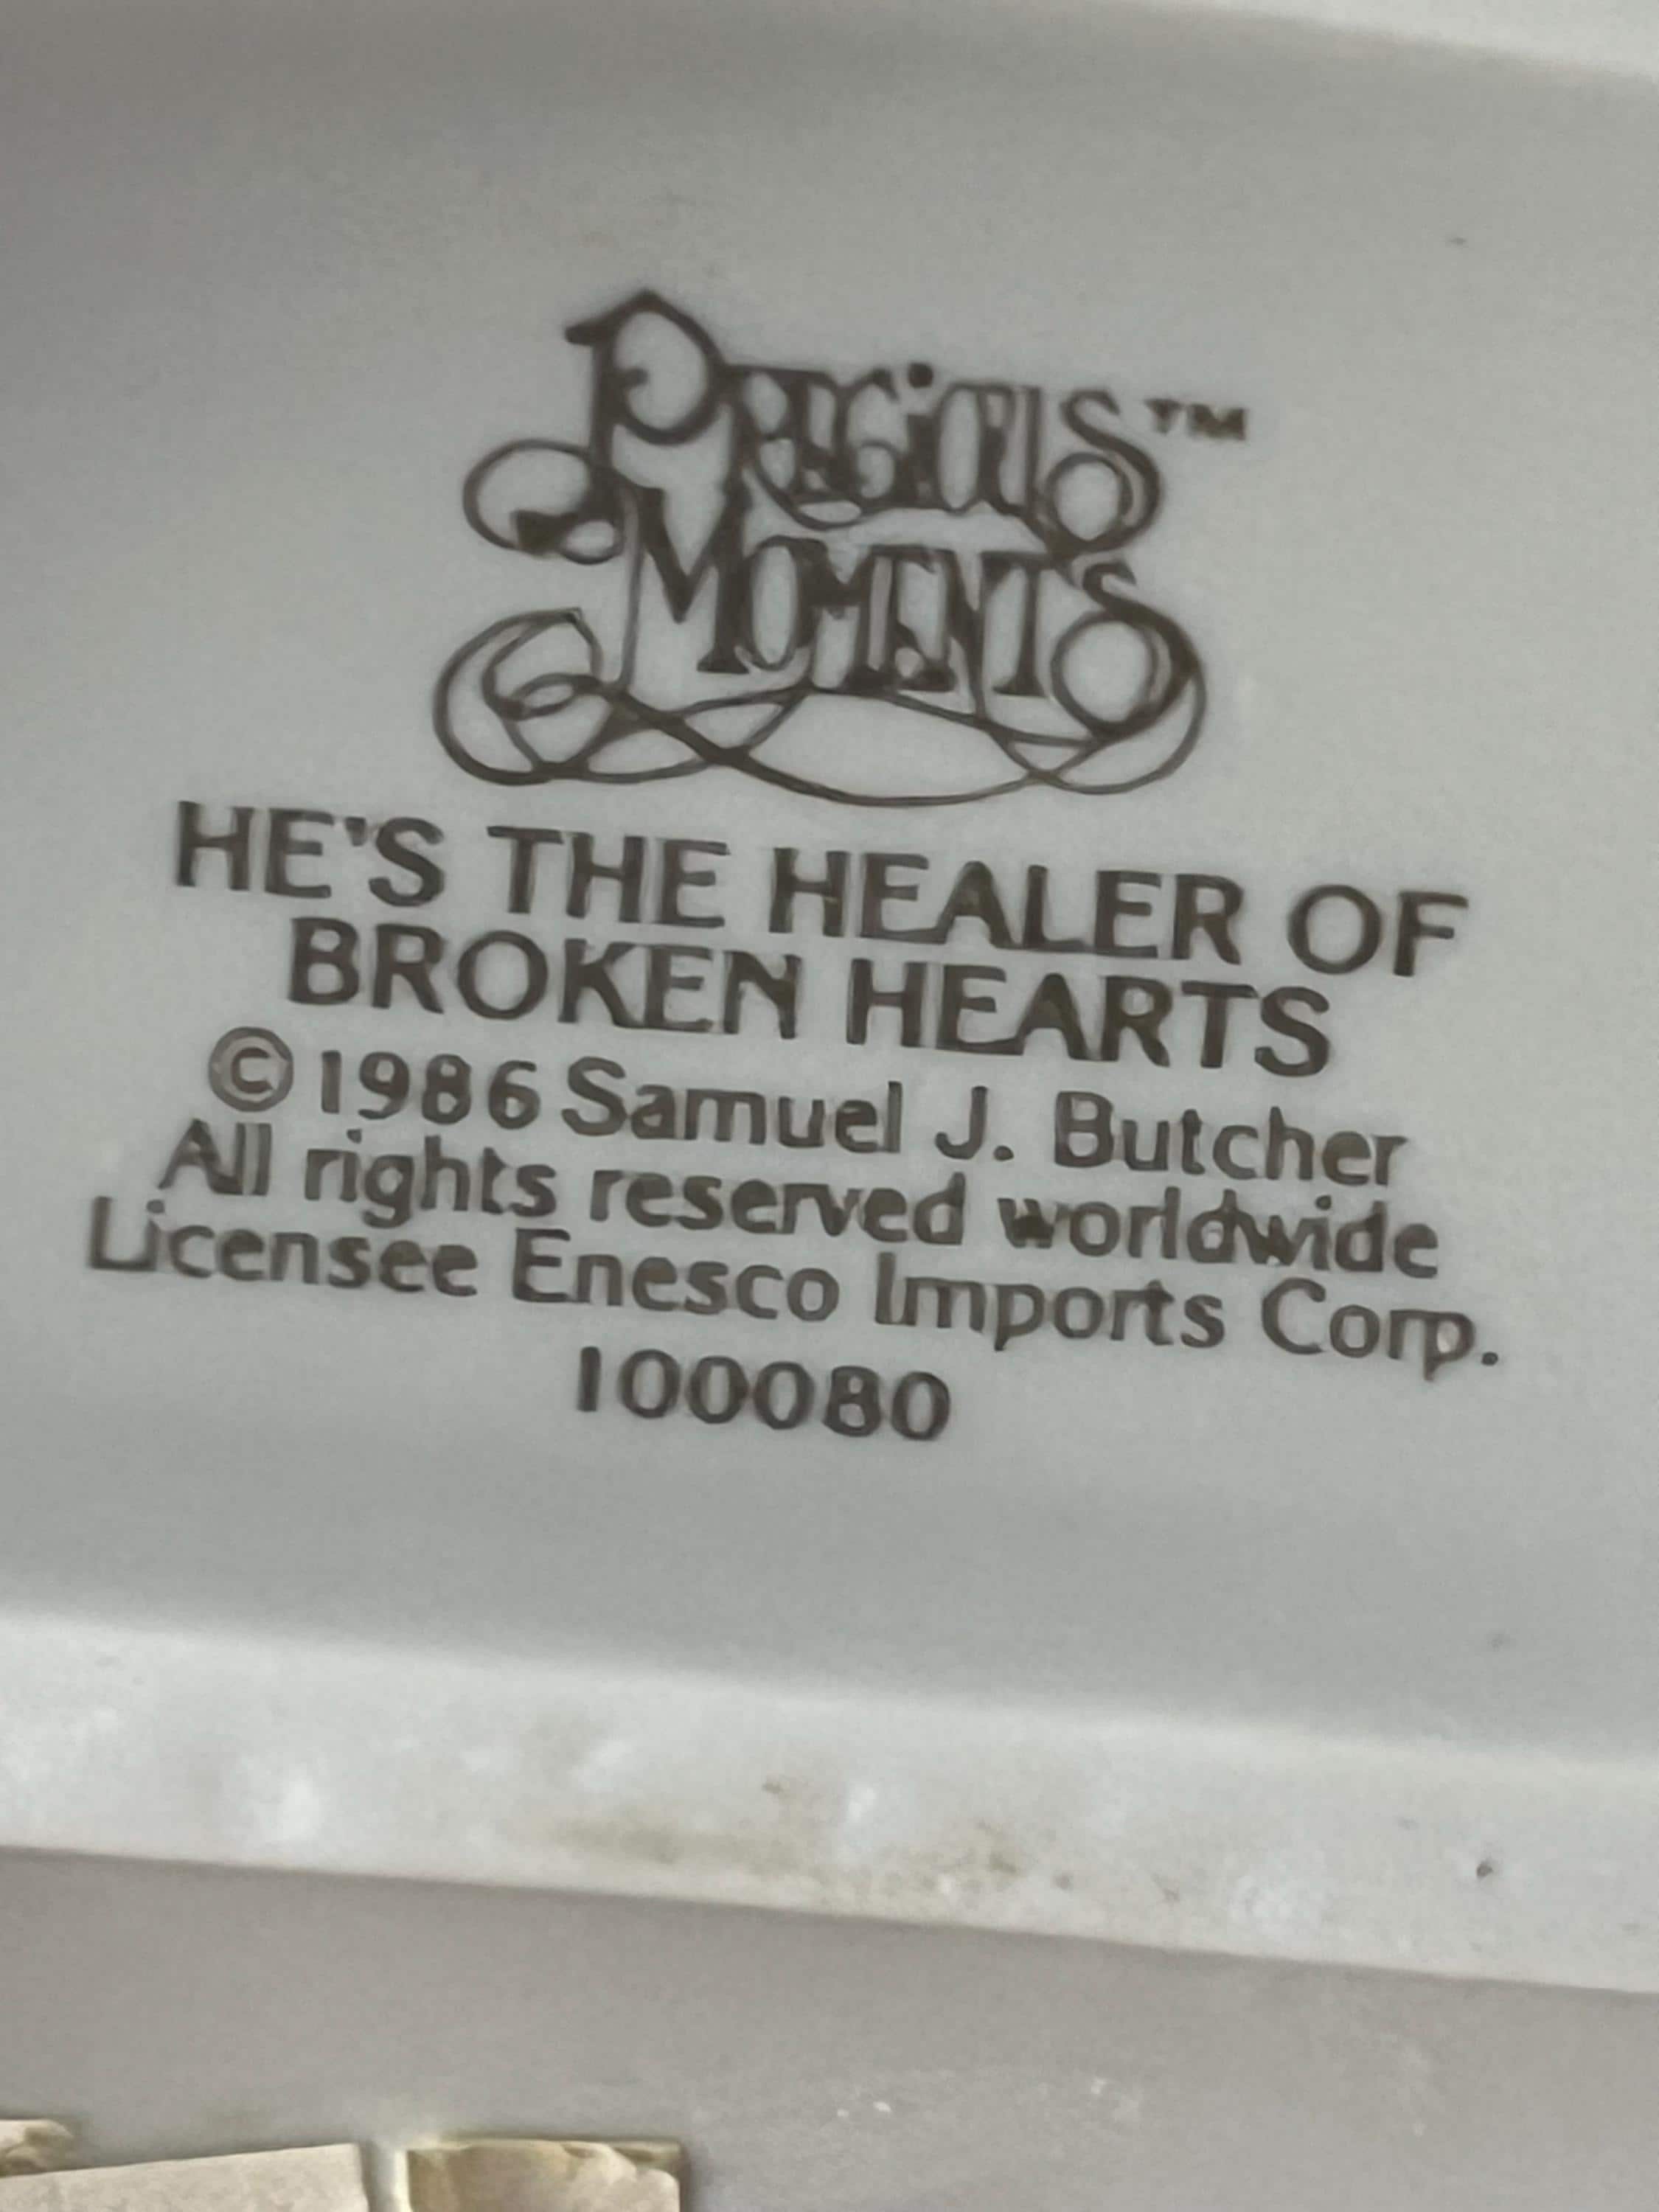 PRECIOUS™
MOMENTS
HE'S THE HEALER OF
BROKEN HEARTS
©1986 Samuel J. Butcher
All rights reserved worldwide
Licensee Enesco Imports Corp.
100080